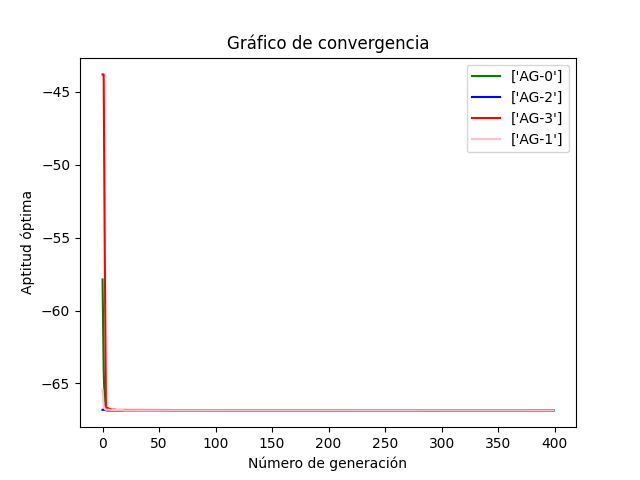 Gráfico de convergencia
['AG-0']
['AG-2']
['AG-3']
['AG-1']
Aptitud óptima
−45
−50
−55
−60
−65
0 50 100 150 200 250 300 350 400
Número de generación